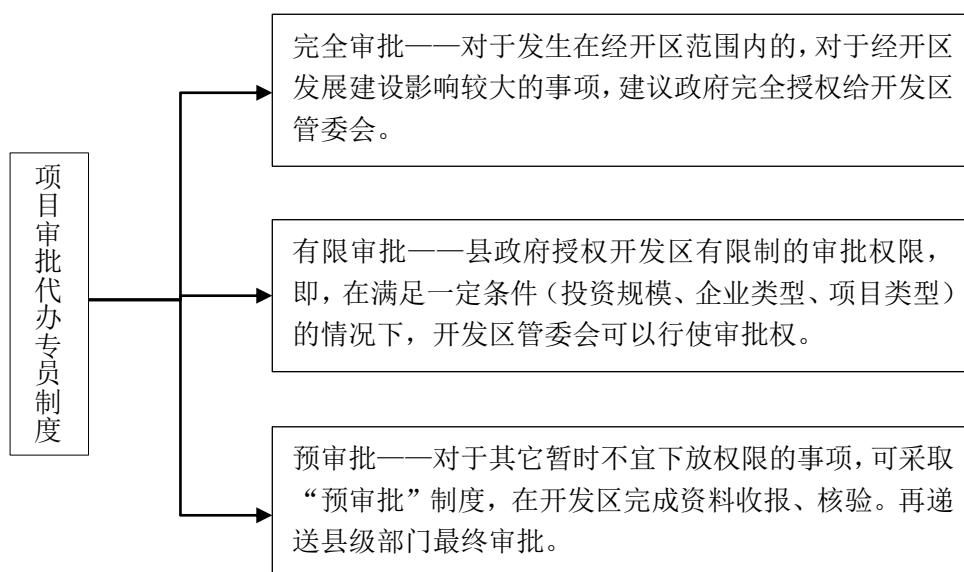 完全审批——对于发生在经开区范围内的，对于经开区
发展建设影响较大的事项，建议政府完全授权给开发区
管委会。
项目审批代办专员制度
有限审批——县政府授权开发区有限制的审批权限，
即，在满足一定条件（投资规模、企业类型、项目类型）
的情况下，开发区管委会可以行使审批权。
预审批——对于其它暂时不宜下放权限的事项，可采取
“预审批”制度，在开发区完成资料收报、核验。再递
送县级部门最终审批。